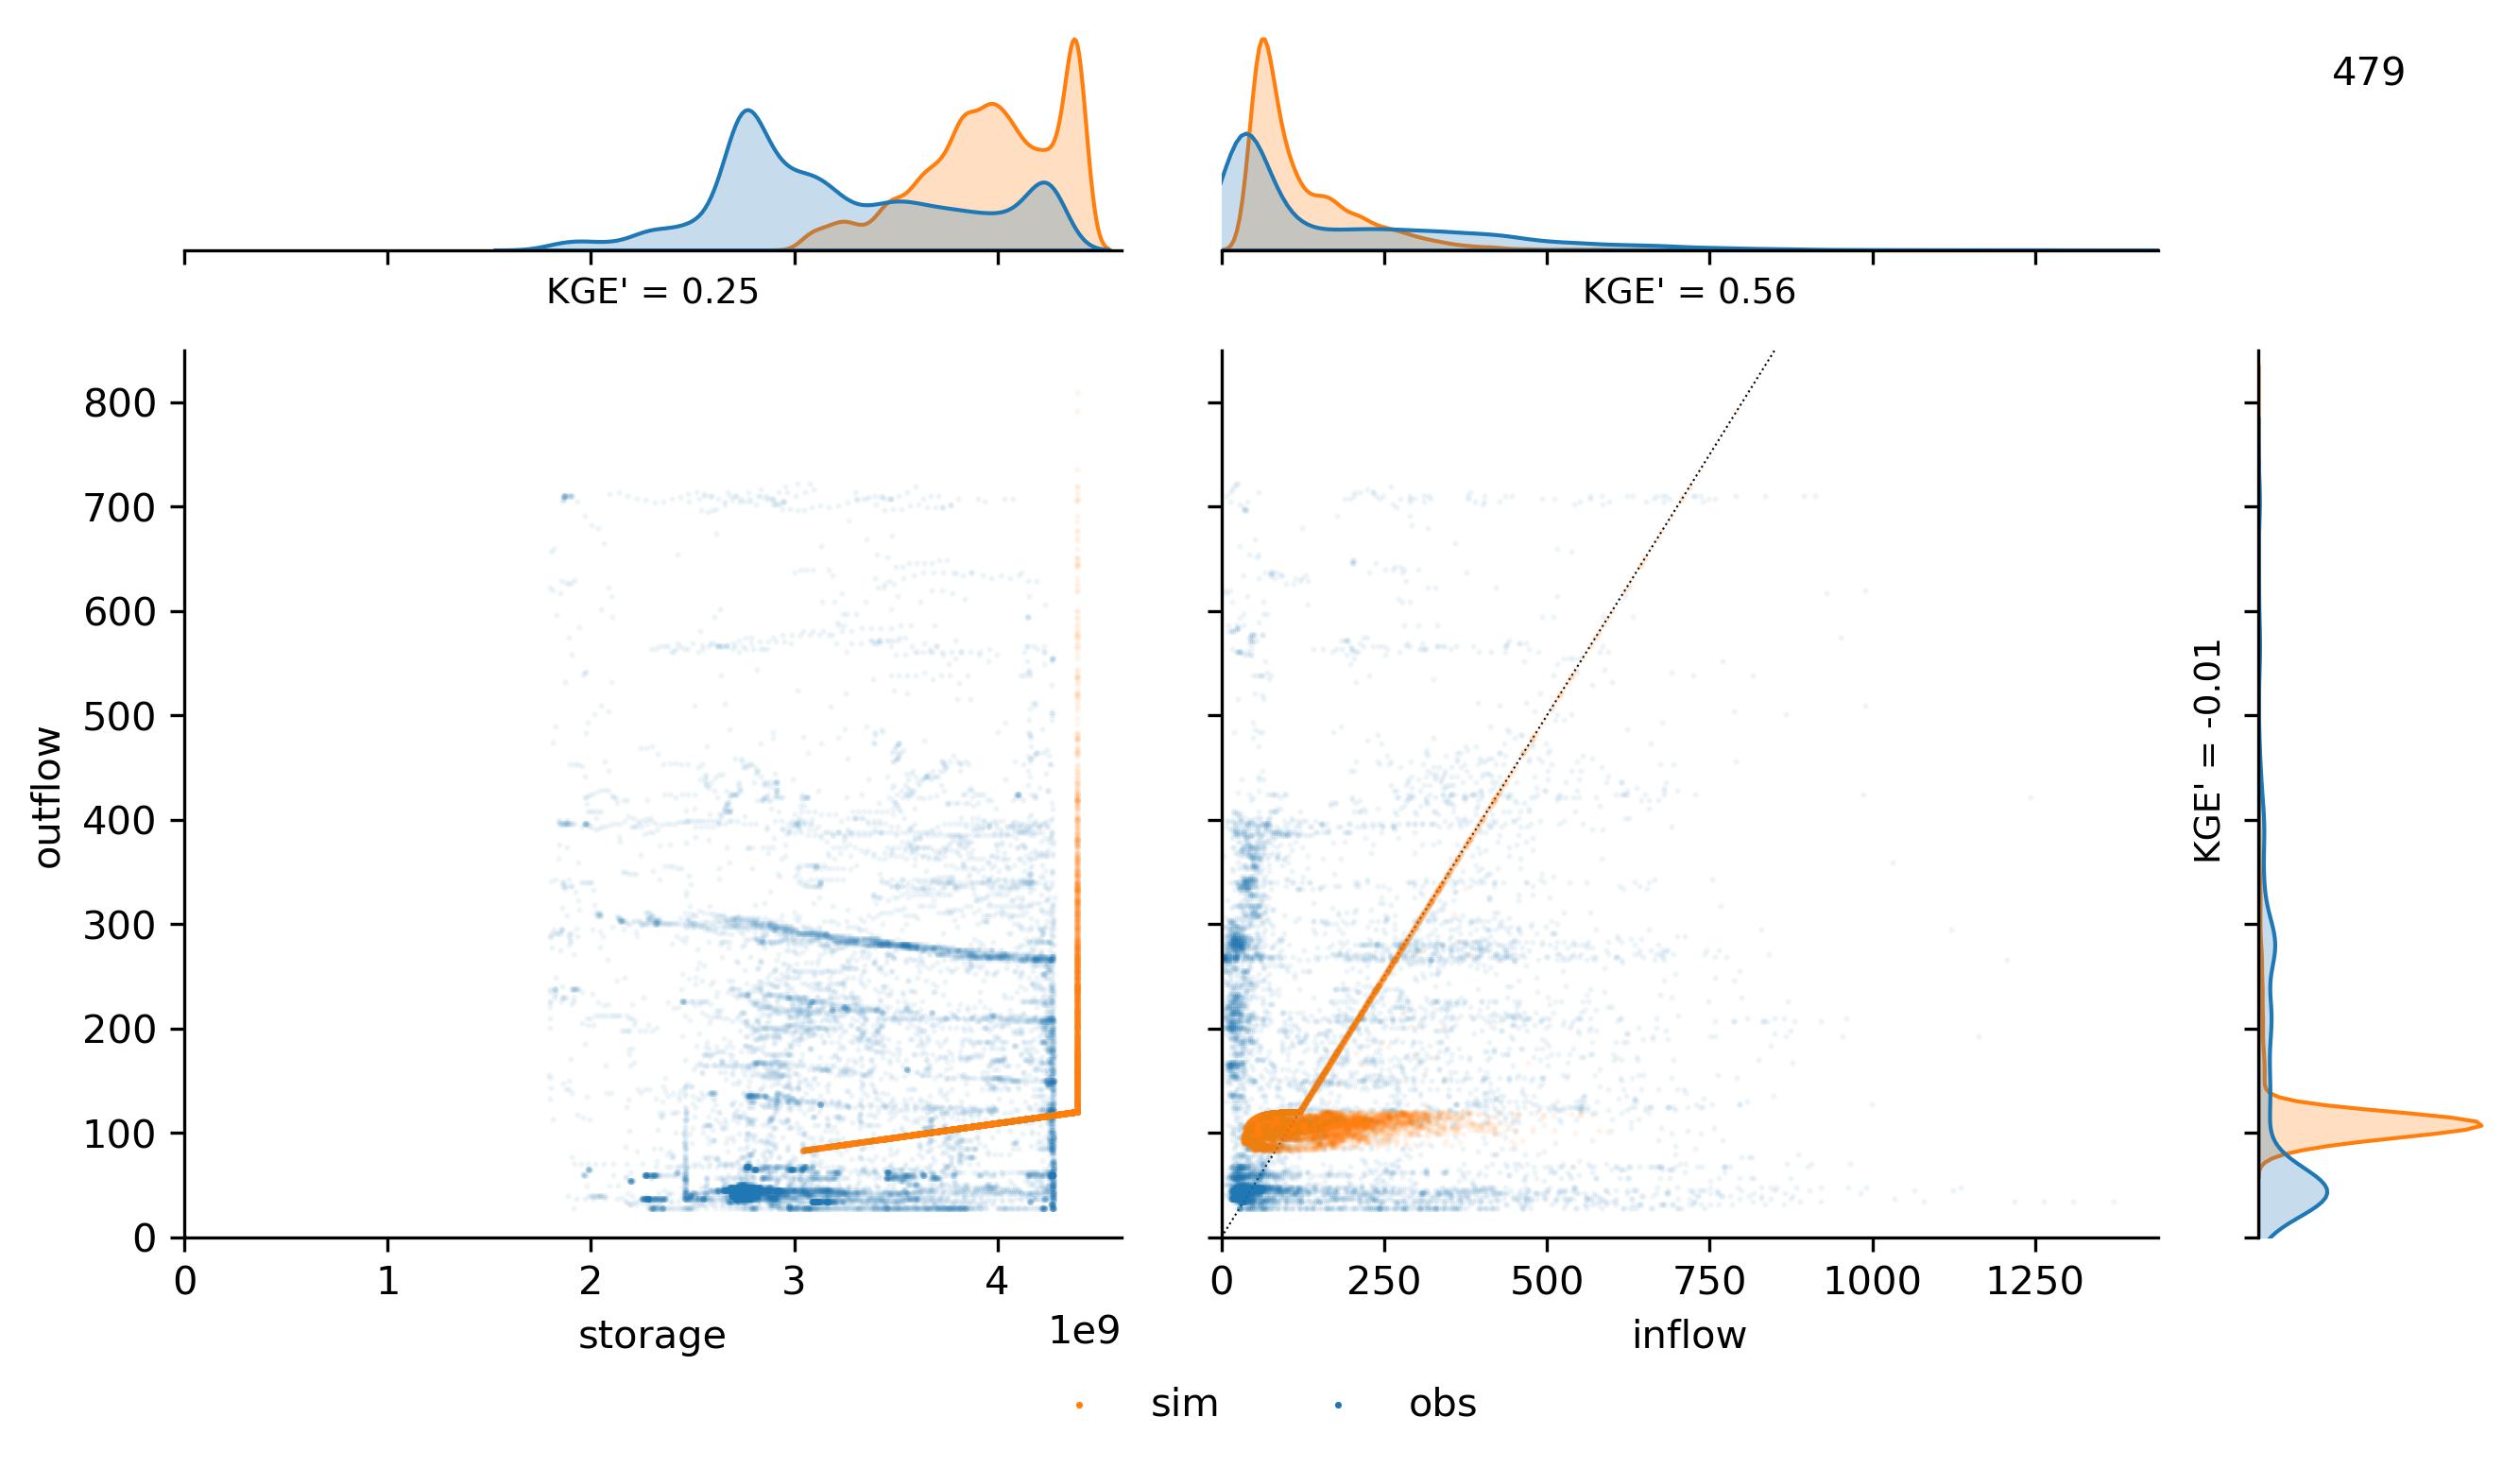 479
KGE' = 0.25
KGE' = 0.56
800
700
600
500
400
300
200
100
0
outflow
KGE' = -0.01
0 1 2 3 4
0 250 500 750 1000 1250
storage
1e9
inflow
sim obs